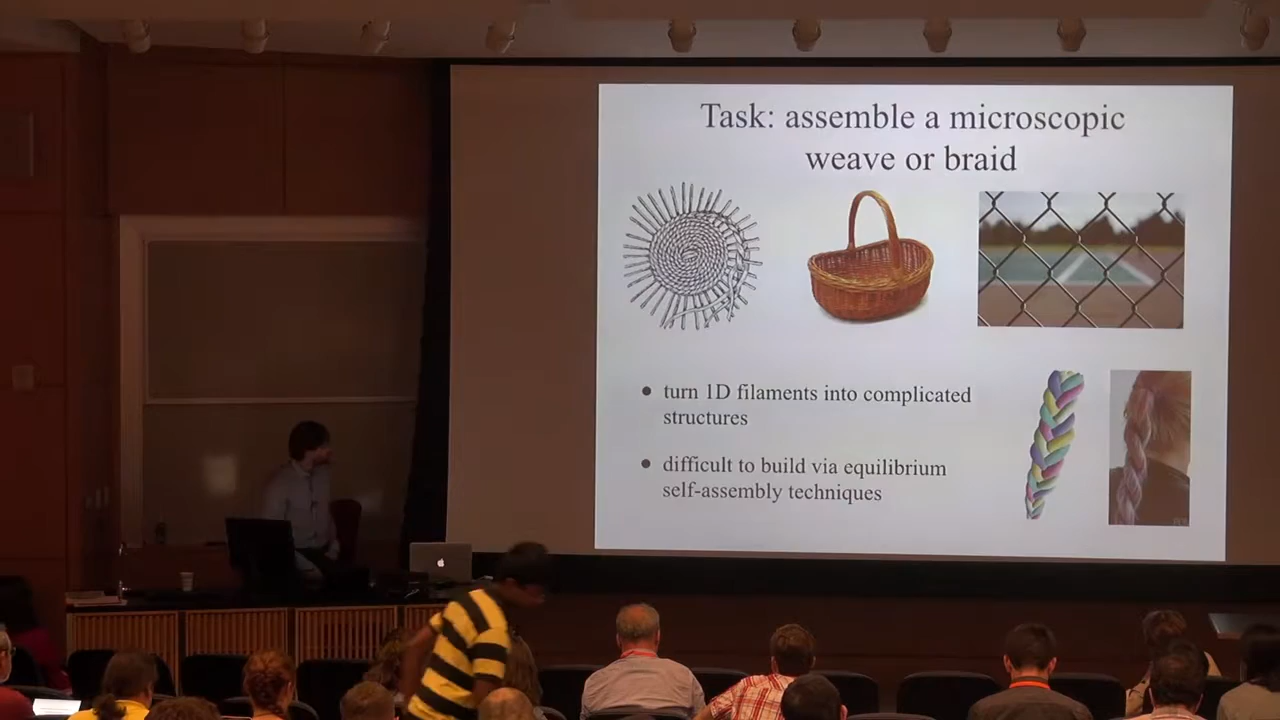 Task: assemble a microscopic
weave or braid
• turn 1D filaments into complicated
structures
• difficult to build via equilibrium
self-assembly techniques